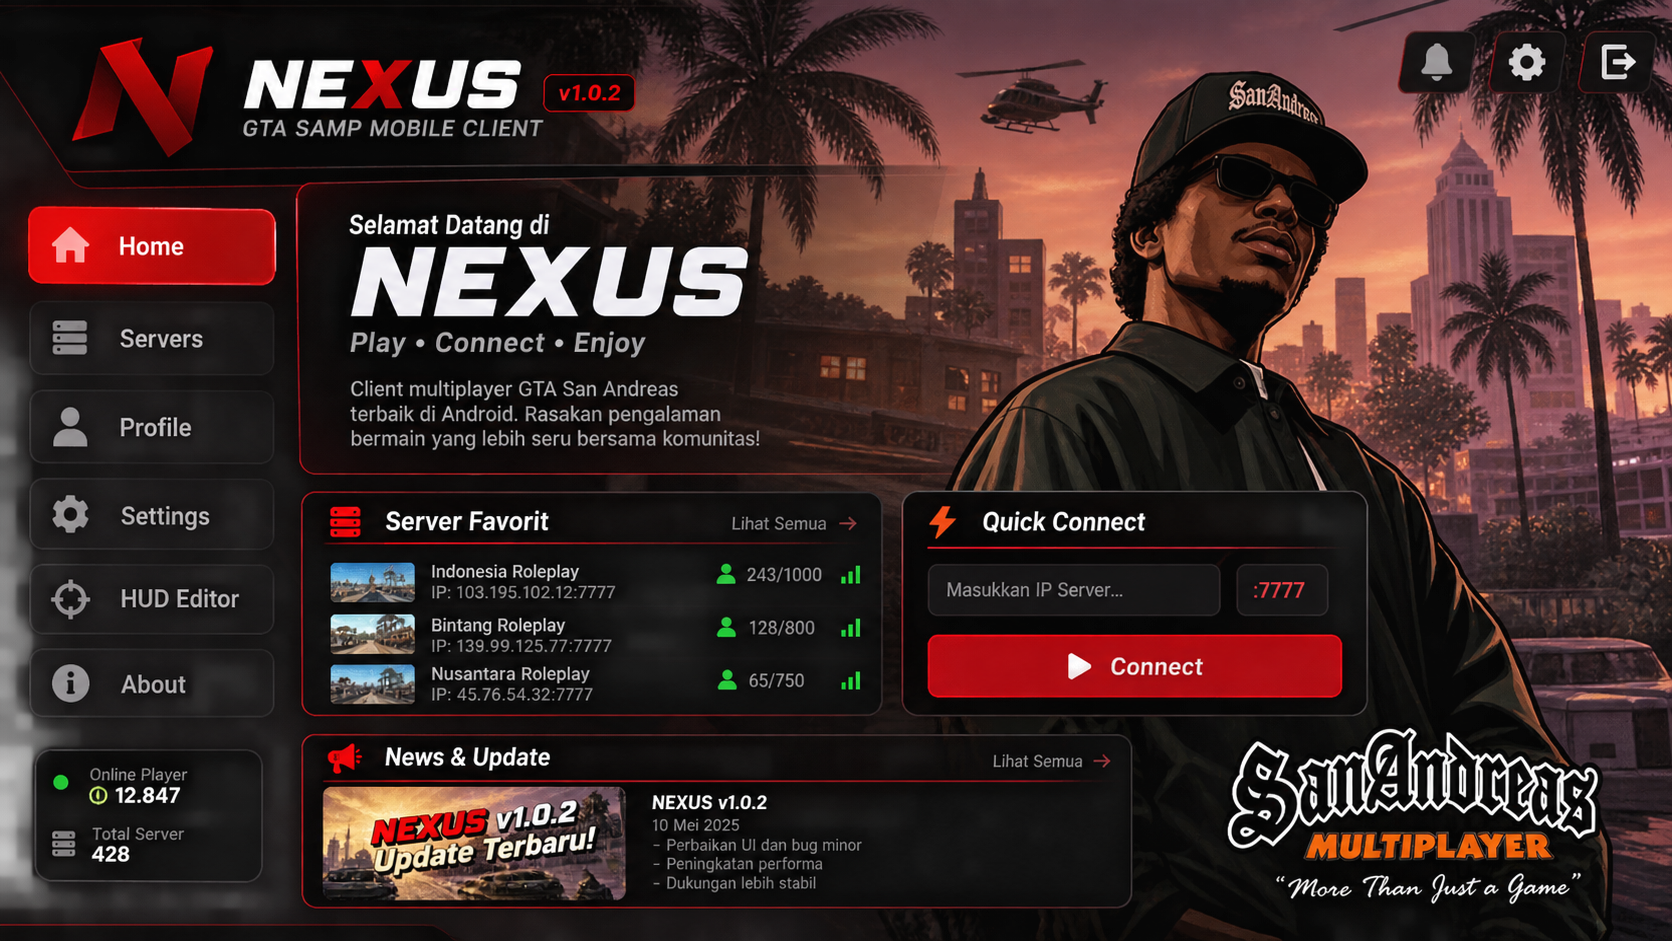 NEXUS
v1.0.2
GTA SAMP MOBILE CLIENT
San Andreas
Home
Servers
Profile
Settings
HUD Editor
About
Online Player
12.847
Total Server
428
Selamat Datang di
NEXUS
Play • Connect • Enjoy
Client multiplayer GTA San Andreas
terbaik di Android. Rasakan pengalaman
bermain yang lebih seru bersama komunitas!
Server Favorit
Lihat Semua →
Indonesia Roleplay
IP: 103.195.102.12:7777
243/1000
Bintang Roleplay
IP: 139.99.125.77:7777
128/800
Nusantara Roleplay
IP: 45.76.54.32:7777
65/750
Quick Connect
Masukkan IP Server...
:7777
Connect
News & Update
Lihat Semua →
NEXUS v1.0.2
Update Terbaru!
NEXUS v1.0.2
10 Mei 2025
- Perbaikan UI dan bug minor
- Peningkatan performa
- Dukungan lebih stabil
San Andreas
MULTIPLAYER
“More Than Just a Game”